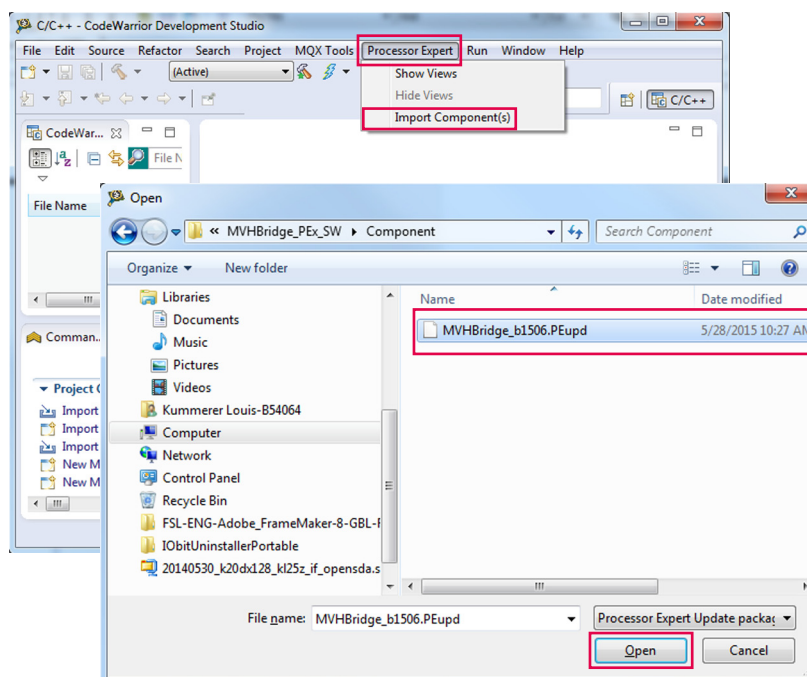 C/C++ - CodeWarrior Development Studio
File Edit Source Refactor Search Project MQX Tools Processor Expert Run Window Help
(Active)
Show Views
Hide Views
Import Component(s)
C/C++
CodeWar...
File N
File Name
Comman...
Project C
Import
Import
Import
New M
New M
Open
« MVHBridge_PEx_SW Component
Search Component
Organize New folder
Libraries
Documents
Music
Pictures
Videos
Kummerer Louis-B54064
Computer
Network
Control Panel
Recycle Bin
FSL-ENG-Adobe_FrameMaker-8-GBL-F
IObitUninstallerPortable
20140530_k20dx128_kl25z_if_opensda.s
Name Date modified
MVHBridge_b1506.PEupd 5/28/2015 10:27 AM
File name: MVHBridge_b1506.PEupd
Processor Expert Update packag
Open Cancel